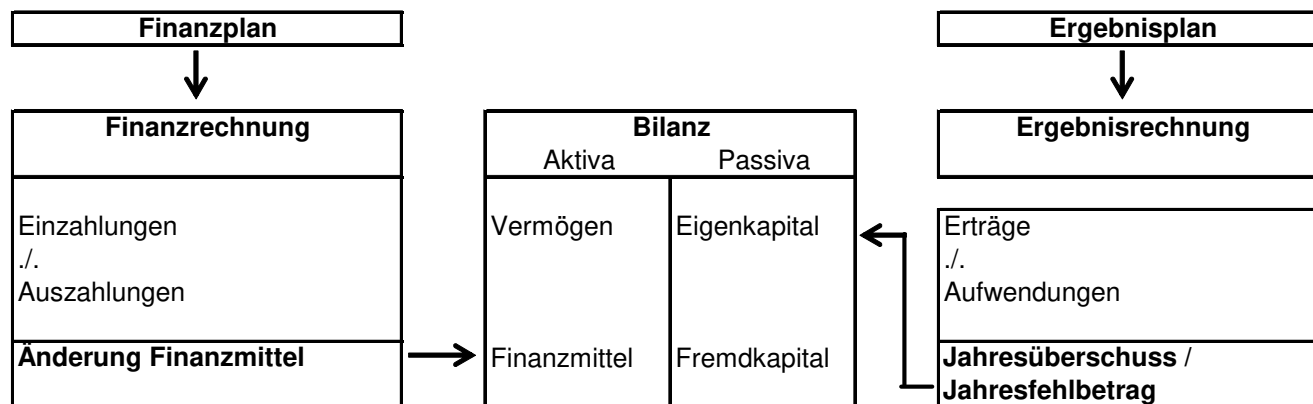 Finanzplan
Ergebnisplan
Finanzrechnung
Bilanz
Ergebnisrechnung
Aktiva Passiva
Einzahlungen
Vermögen Eigenkapital
Erträge
./.
./.
Auszahlungen
Aufwendungen
Änderung Finanzmittel
Finanzmittel Fremdkapital
Jahresüberschuss /
Jahresfehlbetrag